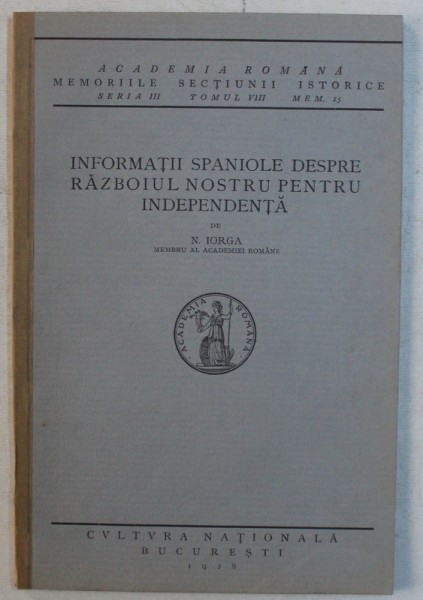 ACADEMIA ROMÂNĂ
MEMORIILE SECȚIUNII ISTORICE
SERIA III TOMUL VIII MEM. 15
INFORMAȚII SPANIOLE DESPRE
RĂZBOIUL NOSTRU PENTRU
INDEPENDENȚĂ
DE
N. IORGA
MEMBRU AL ACADEMIEI ROMÂNE
ACADEMIA ROMÂNĂ
CVLTVRA NAȚIONALĂ
BUCUREȘTI
1928